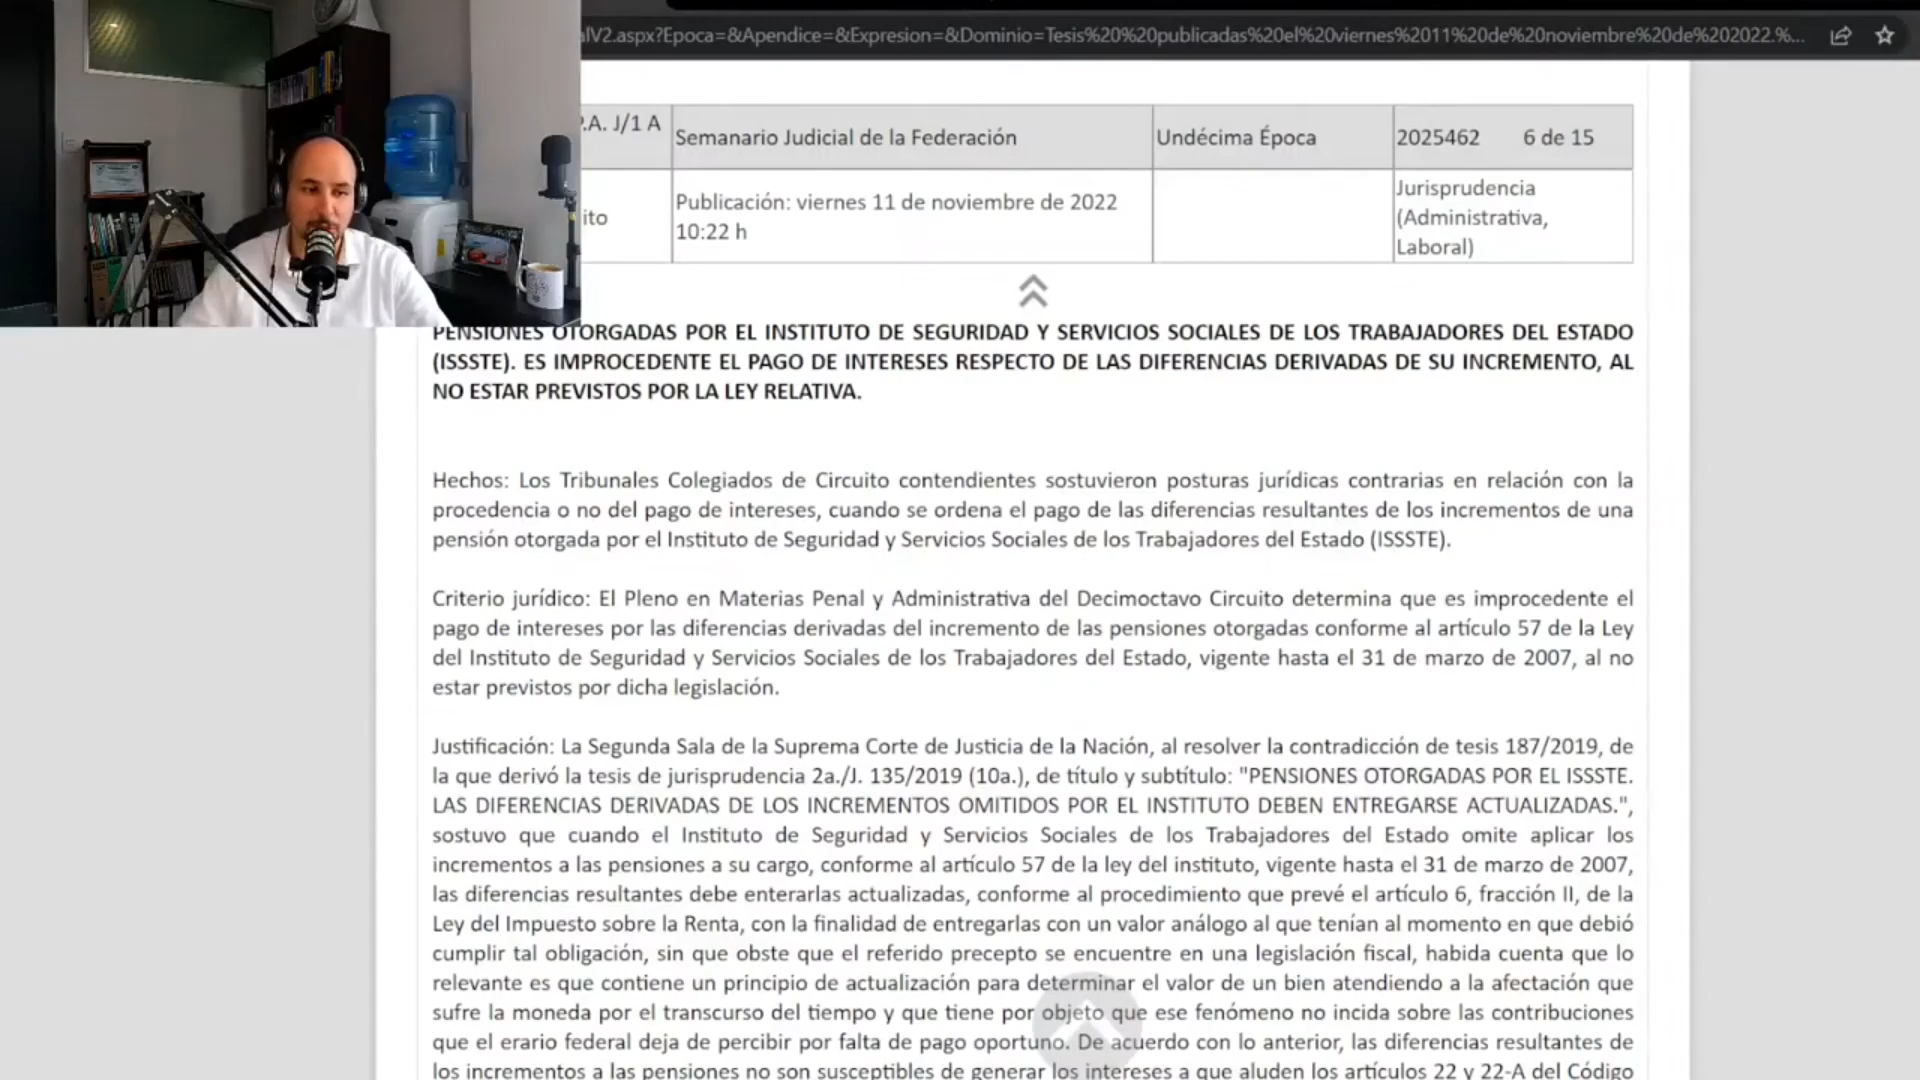 alV2.aspx?Epoca=&Apendice=&Expresion=&Dominio=Tesis%20%20publicadas%20el%20viernes%2011%20de%20noviembre%20de%202022.%...
P.A. J/1 A
Semanario Judicial de la Federación
Undécima Época
2025462 6 de 15
ito
Publicación: viernes 11 de noviembre de 2022
10:22 h
Jurisprudencia
(Administrativa,
Laboral)
PENSIONES OTORGADAS POR EL INSTITUTO DE SEGURIDAD Y SERVICIOS SOCIALES DE LOS TRABAJADORES DEL ESTADO
(ISSSTE). ES IMPROCEDENTE EL PAGO DE INTERESES RESPECTO DE LAS DIFERENCIAS DERIVADAS DE SU INCREMENTO, AL
NO ESTAR PREVISTOS POR LA LEY RELATIVA.
Hechos: Los Tribunales Colegiados de Circuito contendientes sostuvieron posturas jurídicas contrarias en relación con la
procedencia o no del pago de intereses, cuando se ordena el pago de las diferencias resultantes de los incrementos de una
pensión otorgada por el Instituto de Seguridad y Servicios Sociales de los Trabajadores del Estado (ISSSTE).
Criterio jurídico: El Pleno en Materias Penal y Administrativa del Decimoctavo Circuito determina que es improcedente el
pago de intereses por las diferencias derivadas del incremento de las pensiones otorgadas conforme al artículo 57 de la Ley
del Instituto de Seguridad y Servicios Sociales de los Trabajadores del Estado, vigente hasta el 31 de marzo de 2007, al no
estar previstos por dicha legislación.
Justificación: La Segunda Sala de la Suprema Corte de Justicia de la Nación, al resolver la contradicción de tesis 187/2019, de
la que derivó la tesis de jurisprudencia 2a./J. 135/2019 (10a.), de título y subtítulo: "PENSIONES OTORGADAS POR EL ISSSTE.
LAS DIFERENCIAS DERIVADAS DE LOS INCREMENTOS OMITIDOS POR EL INSTITUTO DEBEN ENTREGARSE ACTUALIZADAS.",
sostuvo que cuando el Instituto de Seguridad y Servicios Sociales de los Trabajadores del Estado omite aplicar los
incrementos a las pensiones a su cargo, conforme al artículo 57 de la ley del instituto, vigente hasta el 31 de marzo de 2007,
las diferencias resultantes debe enterarlas actualizadas, conforme al procedimiento que prevé el artículo 6, fracción II, de la
Ley del Impuesto sobre la Renta, con la finalidad de entregarlas con un valor análogo al que tenían al momento en que debió
cumplir tal obligación, sin que obste que el referido precepto se encuentre en una legislación fiscal, habida cuenta que lo
relevante es que contiene un principio de actualización para determinar el valor de un bien atendiendo a la afectación que
sufre la moneda por el transcurso del tiempo y que tiene por objeto que ese fenómeno no incida sobre las contribuciones
que el erario federal deja de percibir por falta de pago oportuno. De acuerdo con lo anterior, las diferencias resultantes de
los incrementos a las pensiones no son susceptibles de generar los intereses a que aluden los artículos 22 y 22-A del Código